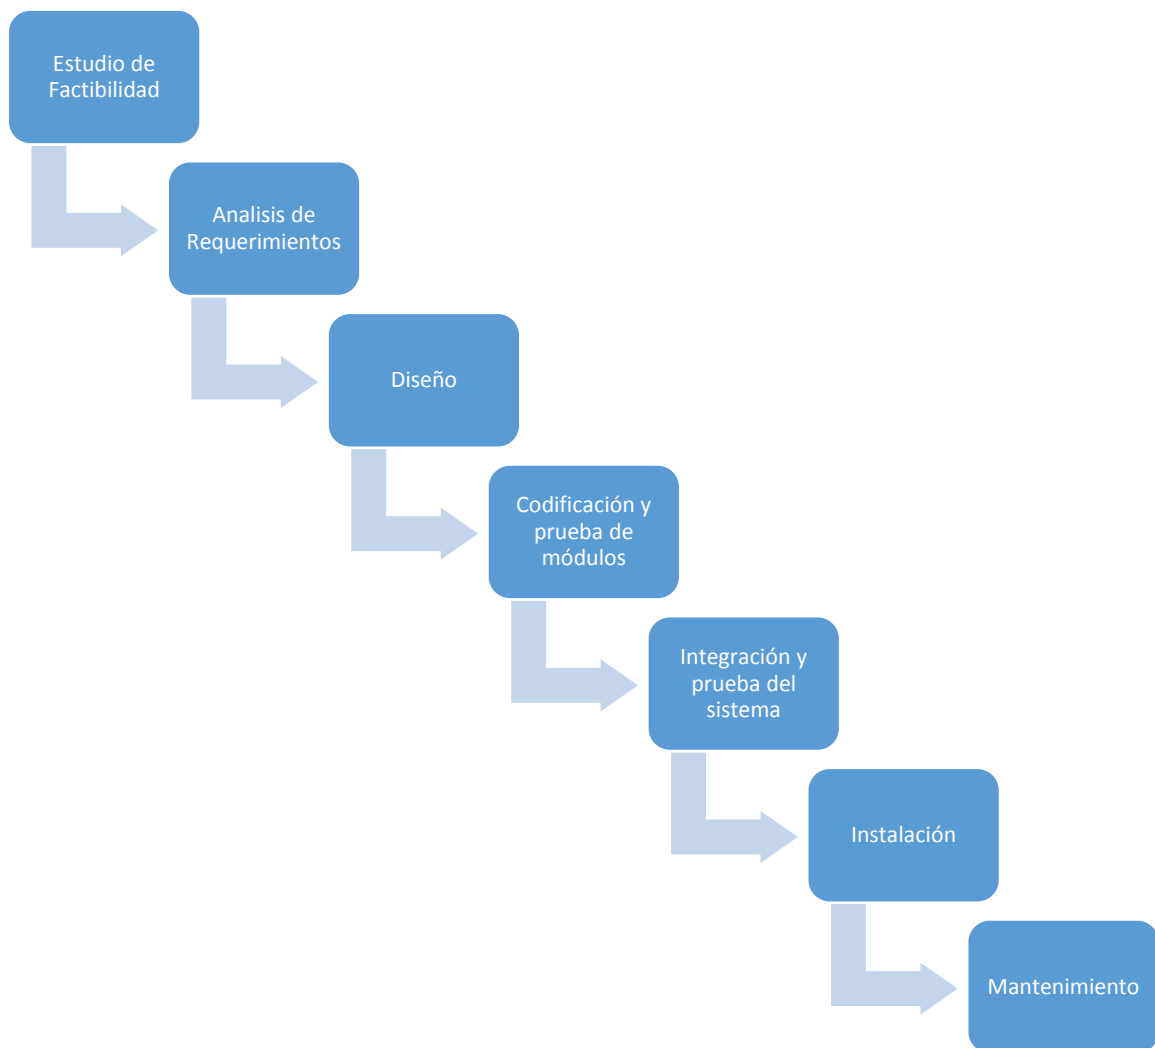 Estudio de
Factibilidad
Analisis de
Requerimientos
Diseño
Codificación y
prueba de
módulos
Integración y
prueba del
sistema
Instalación
Mantenimiento